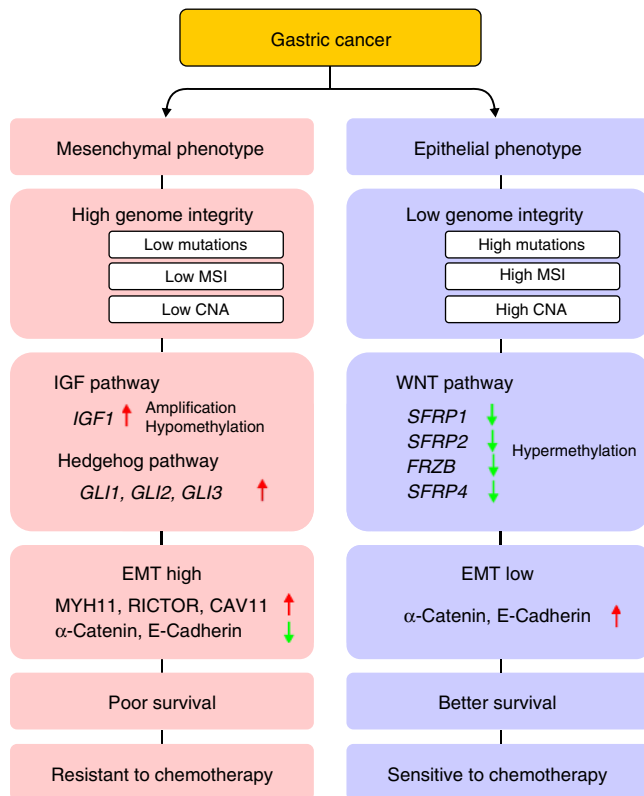 Gastric cancer
Mesenchymal phenotype
High genome integrity
Low mutations
Low MSI
Low CNA
IGF pathway
IGF1 ↑ Amplification
Hypomethylation
Hedgehog pathway
GLI1, GLI2, GLI3 ↑
EMT high
MYH11, RICTOR, CAV11 ↑
α-Catenin, E-Cadherin ↓
Poor survival
Resistant to chemotherapy
Epithelial phenotype
Low genome integrity
High mutations
High MSI
High CNA
WNT pathway
SFRP1 ↓
SFRP2 ↓
FRZB ↓
SFRP4 ↓
Hypermethylation
EMT low
α-Catenin, E-Cadherin ↑
Better survival
Sensitive to chemotherapy